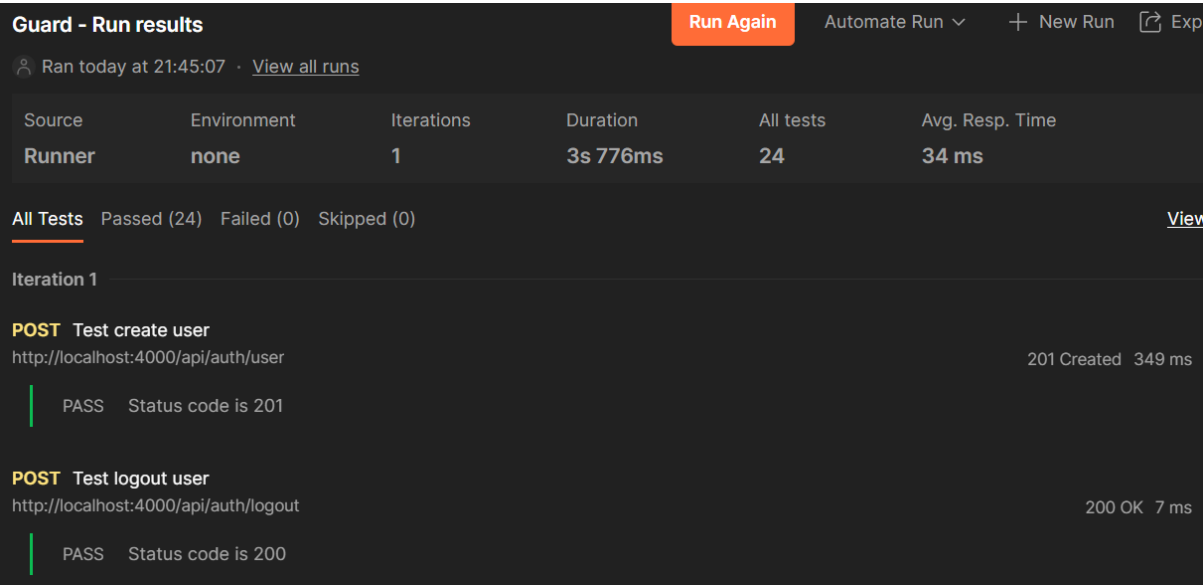 Guard - Run results
Run Again
Automate Run
New Run
Ran today at 21:45:07 · View all runs
Source Environment Iterations Duration All tests Avg. Resp. Time
Runner none 1 3s 776ms 24 34 ms
All Tests Passed (24) Failed (0) Skipped (0) View
Iteration 1
POST Test create user
http://localhost:4000/api/auth/user 201 Created 349 ms
PASS Status code is 201
POST Test logout user
http://localhost:4000/api/auth/logout 200 OK 7 ms
PASS Status code is 200